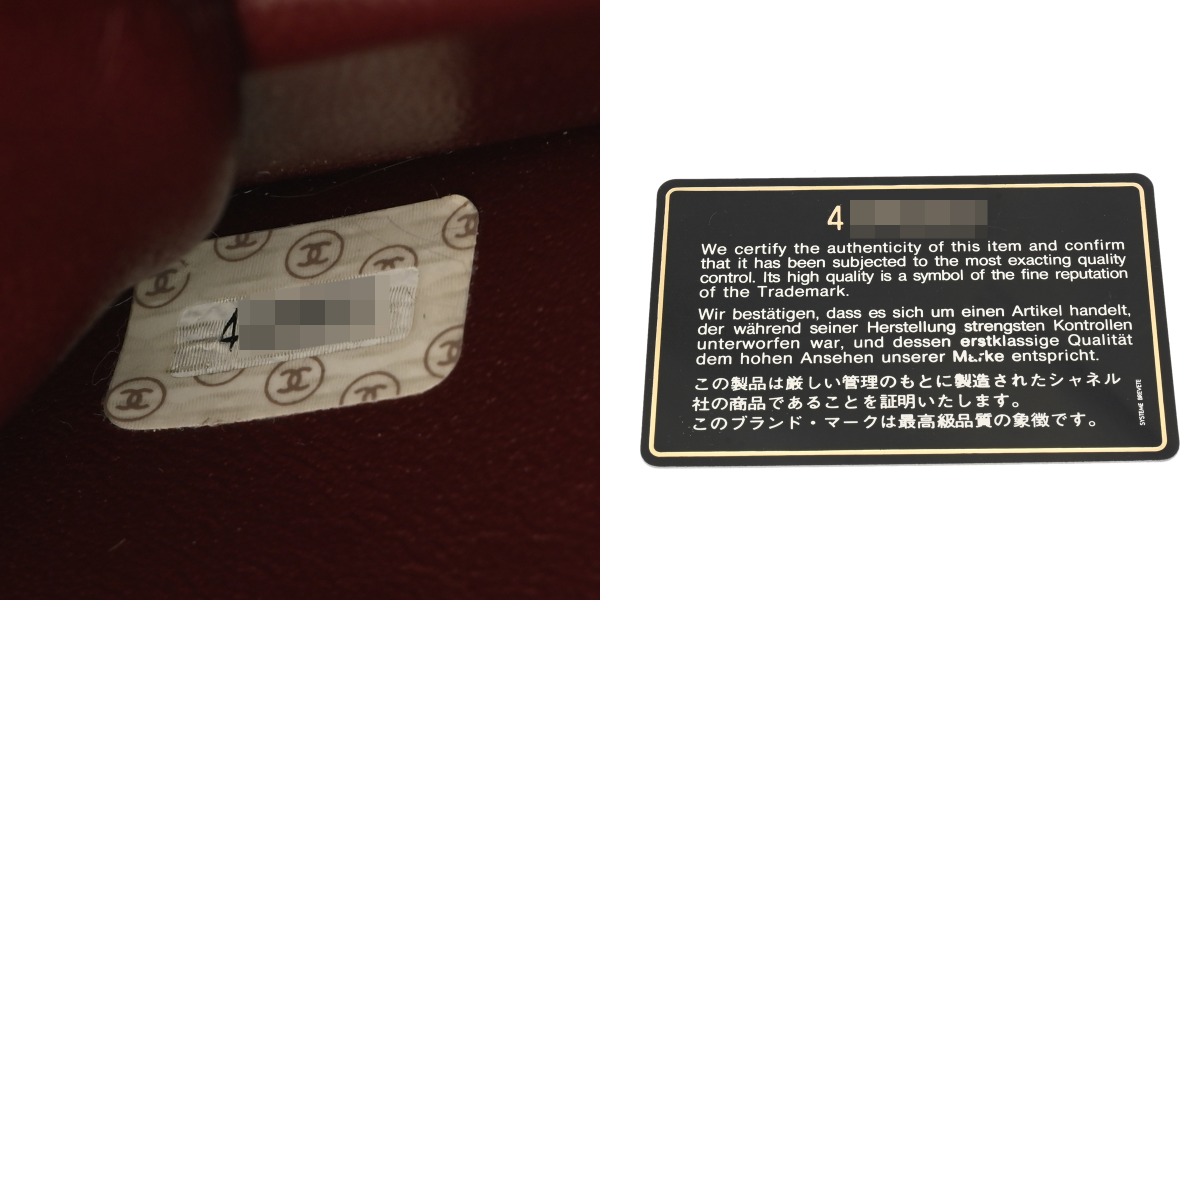 4
4
We certify the authenticity of this item and confirm
that it has been subjected to the most exacting quality
control. Its high quality is a symbol of the fine reputation
of the Trademark.
Wir bestätigen, dass es sich um einen Artikel handelt,
der während seiner Herstellung strengsten Kontrollen
unterworfen war, und dessen erstklassige Qualität
dem hohen Ansehen unserer Marke entspricht.
この製品は厳しい管理のもとに製造されたシャネル
社の商品であることを証明いたします。
このブランド・マークは最高級品質の象徴です。
SYSTEME BREVETE